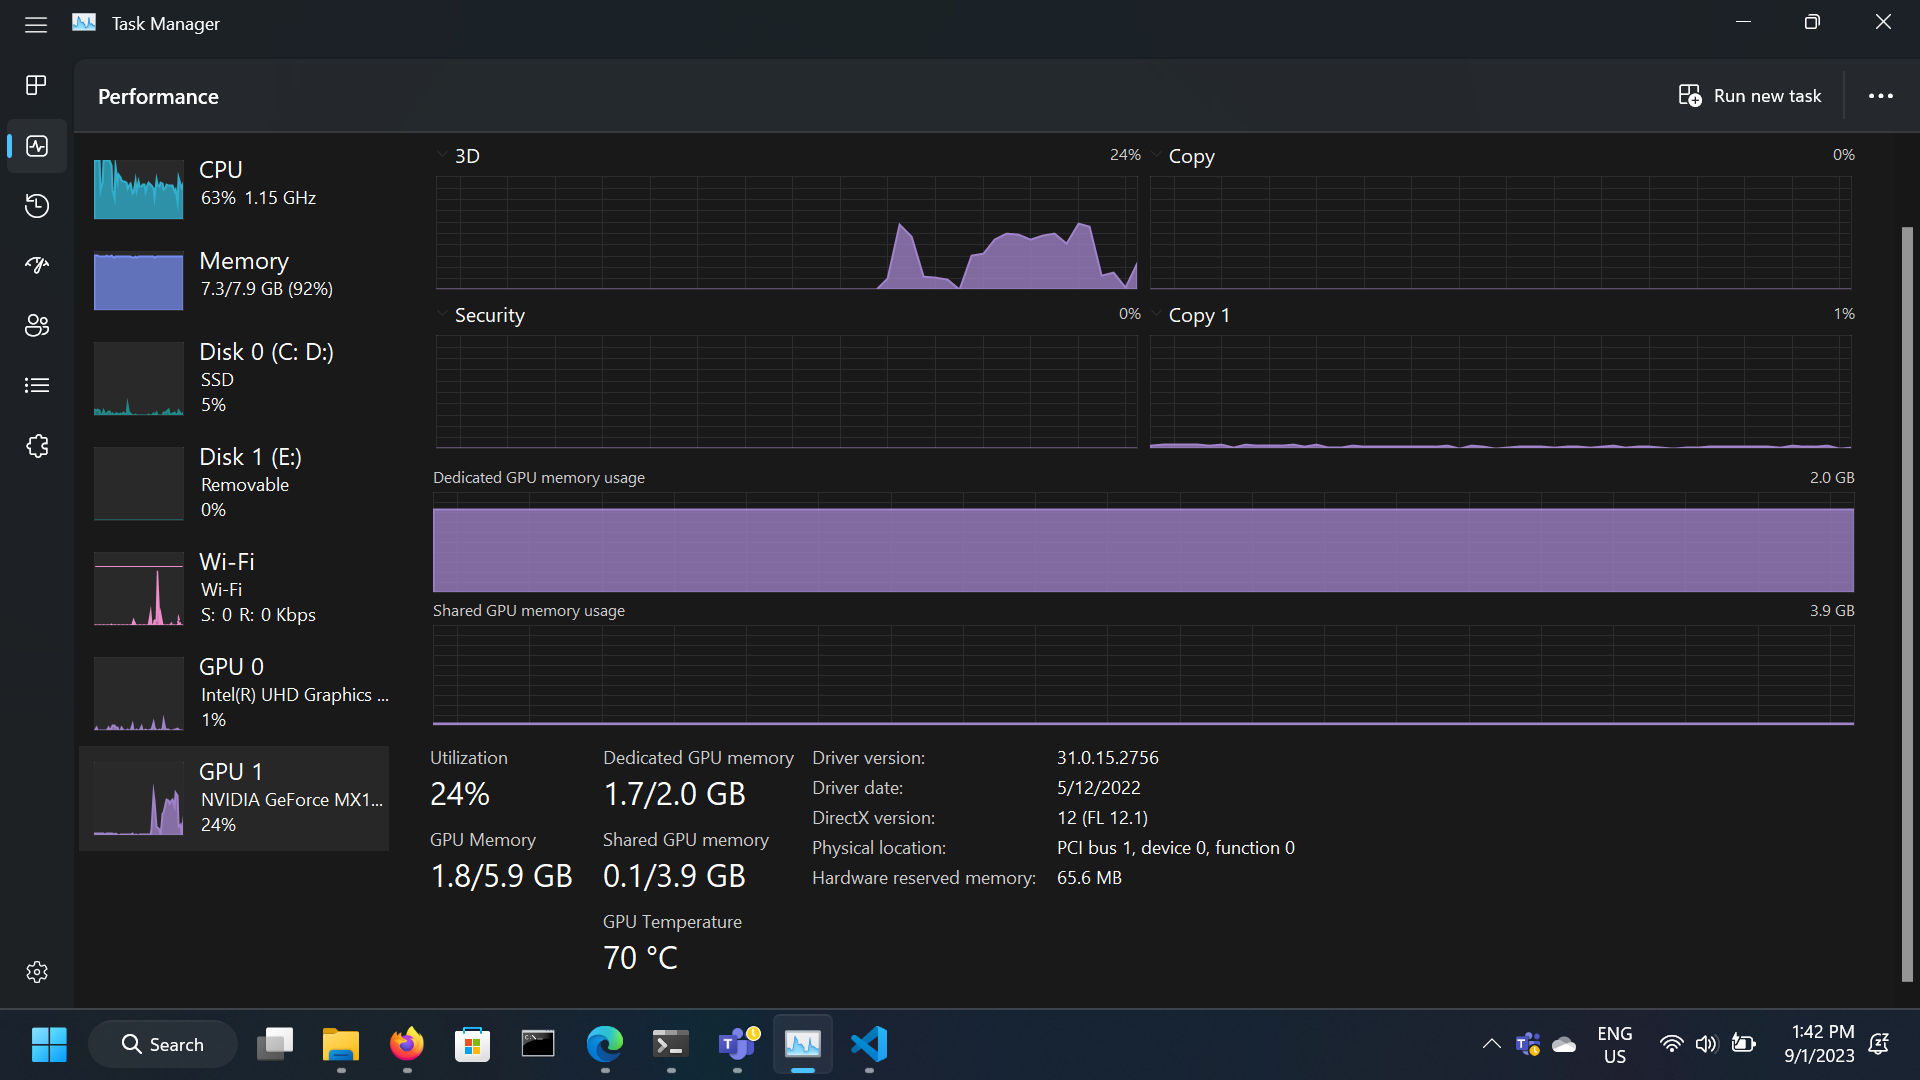 Task Manager
Performance
Run new task
CPU
63% 1.15 GHz
Memory
7.3/7.9 GB (92%)
Disk 0 (C: D:)
SSD
5%
Disk 1 (E:)
Removable
0%
Wi-Fi
Wi-Fi
S: 0 R: 0 Kbps
GPU 0
Intel(R) UHD Graphics ...
1%
GPU 1
NVIDIA GeForce MX1...
24%
3D 24%
Copy 0%
Security 0%
Copy 1 1%
Dedicated GPU memory usage 2.0 GB
Shared GPU memory usage 3.9 GB
Utilization
24%
GPU Memory
1.8/5.9 GB
Dedicated GPU memory
1.7/2.0 GB
Shared GPU memory
0.1/3.9 GB
GPU Temperature
70 °C
Driver version: 31.0.15.2756
Driver date: 5/12/2022
DirectX version: 12 (FL 12.1)
Physical location: PCI bus 1, device 0, function 0
Hardware reserved memory: 65.6 MB
Search
ENG
US
1:42 PM
9/1/2023